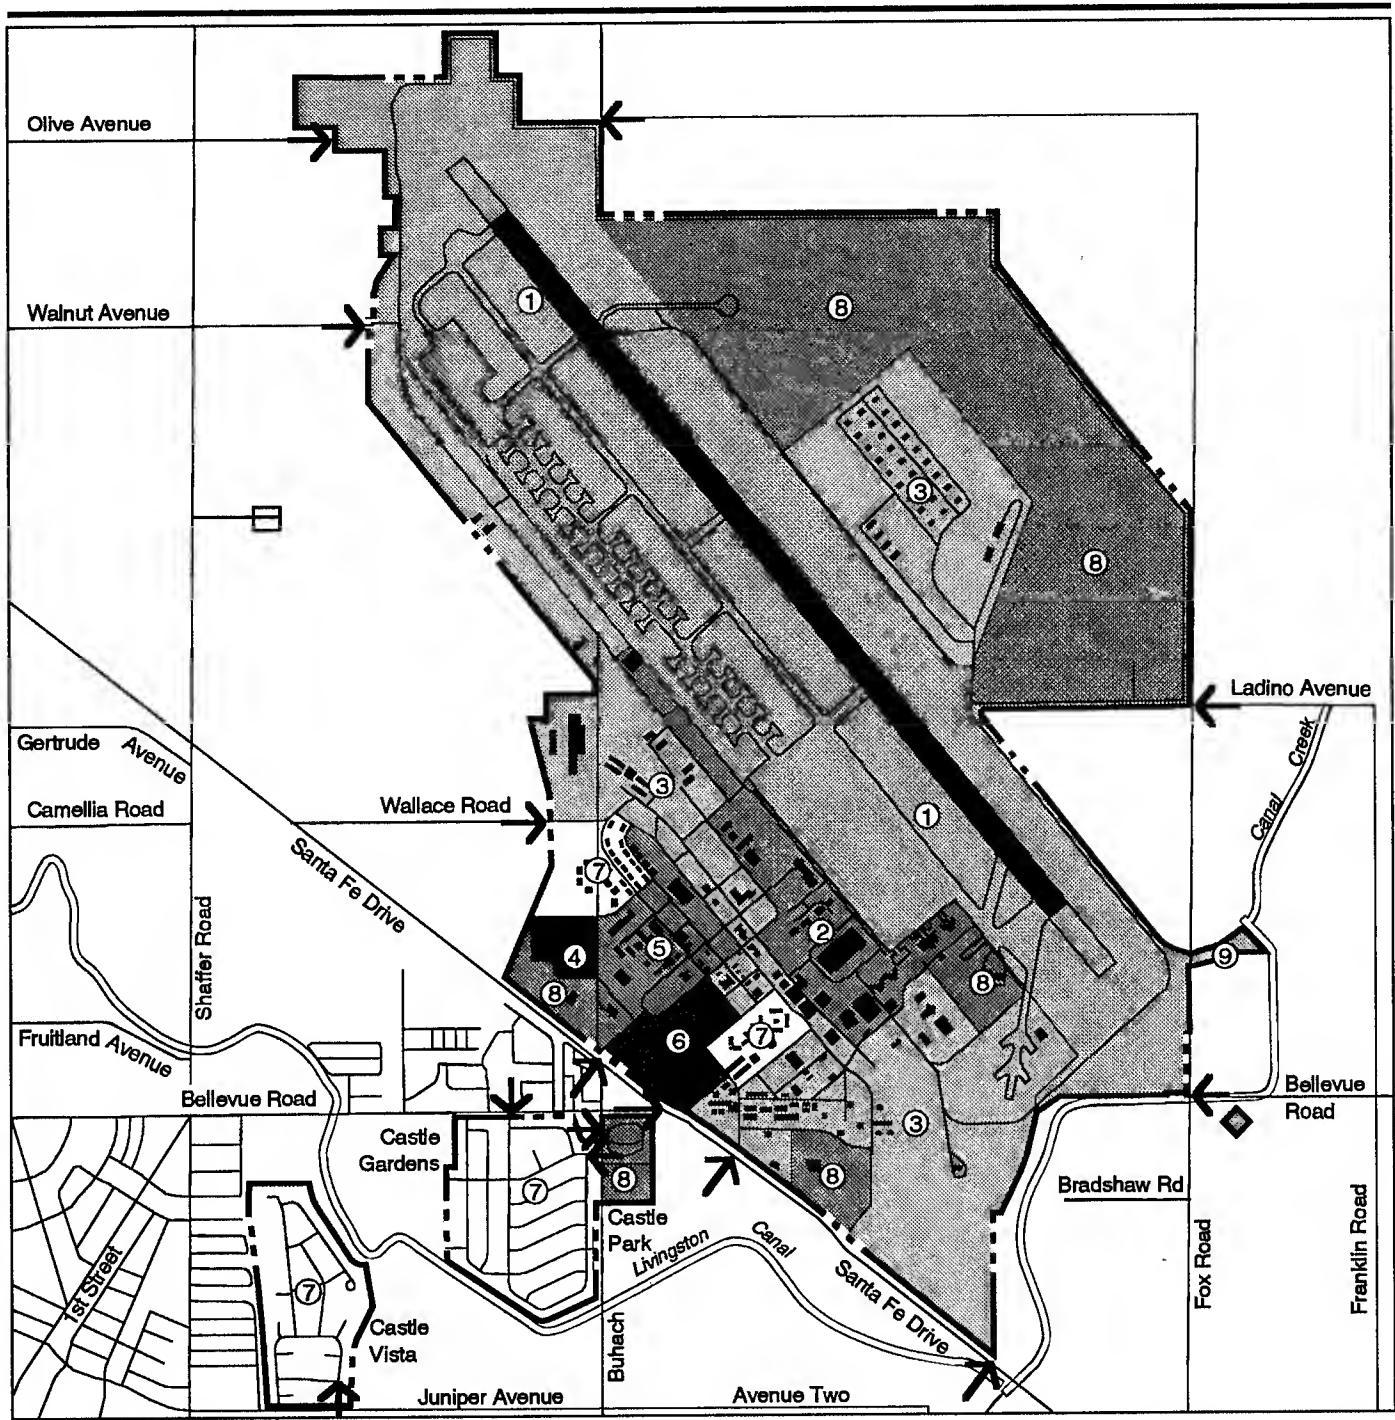 Olive Avenue
1
8
Walnut Avenue
3
8
Ladino Avenue
Canal Creek
Gertrude Avenue
Camellia Road
Wallace Road
3
1
Santa Fe Drive
7
Shaffer Road
2
5
4
9
8
8
6
7
Fruitland Avenue
Bellevue Road
Bellevue
Road
3
Castle
Gardens
7
8
8
Bradshaw Rd
Castle
Park
Livingston Canal
1st Street
7
Santa Fe Drive
Fox Road
Franklin Road
Castle
Vista
Buhach
Juniper Avenue
Avenue Two